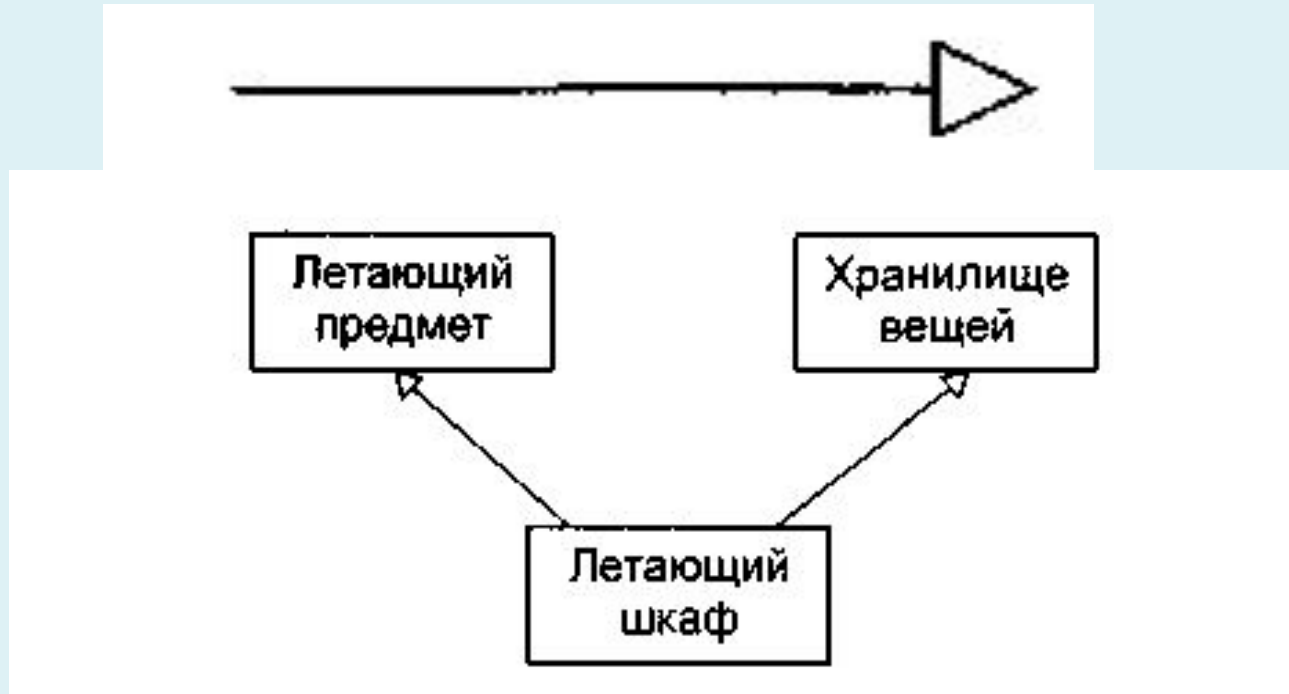 Летающий
предмет
Хранилище
вещей
Летающий
шкаф